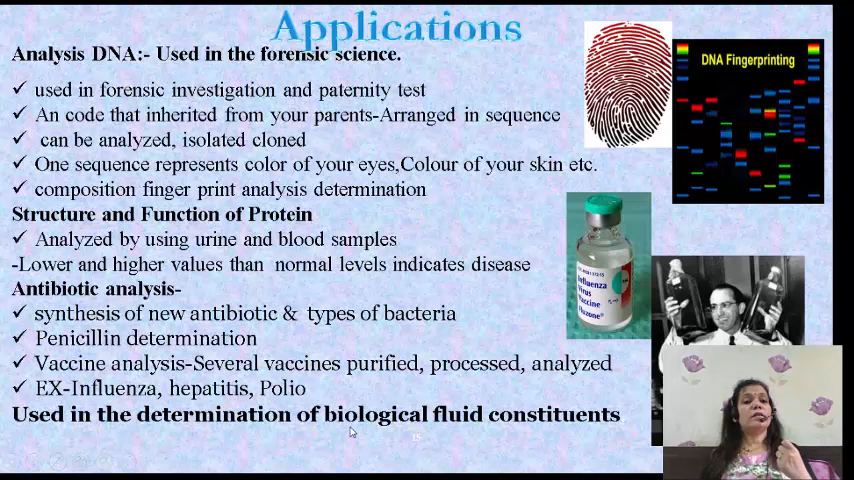 Applications
Analysis DNA:- Used in the forensic science.
✓ used in forensic investigation and paternity test
✓ An code that inherited from your parents-Arranged in sequence
✓ can be analyzed, isolated cloned
✓ One sequence represents color of your eyes,Colour of your skin etc.
✓ composition finger print analysis determination
Structure and Function of Protein
✓ Analyzed by using urine and blood samples
-Lower and higher values than normal levels indicates disease
Antibiotic analysis-
✓ synthesis of new antibiotic & types of bacteria
✓ Penicillin determination
✓ Vaccine analysis-Several vaccines purified, processed, analyzed
✓ EX-Influenza, hepatitis, Polio
Used in the determination of biological fluid constituents
15
DNA Fingerprinting
Influenza
Virus
Vaccine
Fluzone